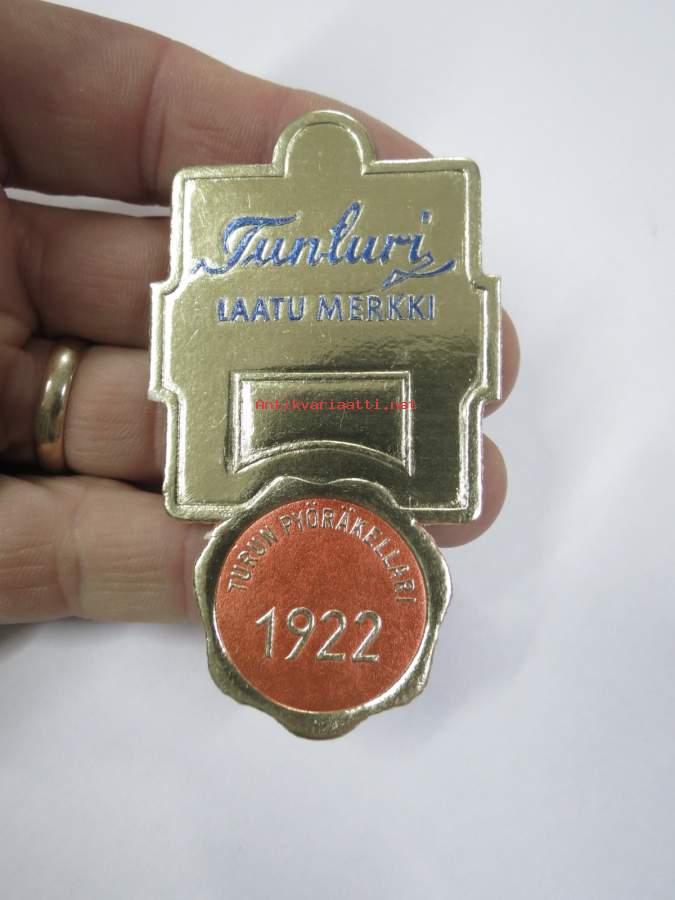 Tunturi
LAATU MERKKI
Antikvariaatti.net
TURUN PYÖRÄKELLARI
1922